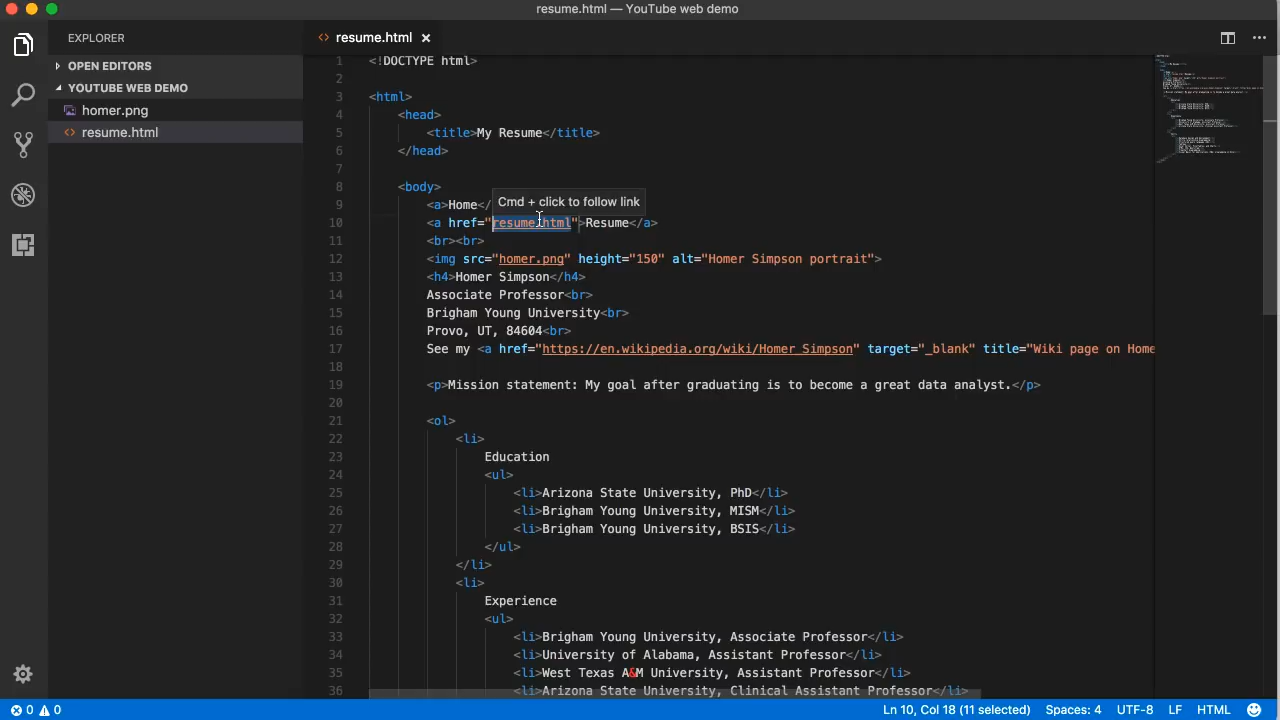 resume.html — YouTube web demo
EXPLORER
OPEN EDITORS
YOUTUBE WEB DEMO
homer.png
resume.html
<> resume.html ×
1 <!DOCTYPE html>
2
3 <html>
4 <head>
5 <title>My Resume</title>
6 </head>
7
8 <body>
Cmd + click to follow link
9 <a>Home</
10 <a href="resume.html">Resume</a>
11 <br><br>
12 <img src="homer.png" height="150" alt="Homer Simpson portrait">
13 <h4>Homer Simpson</h4>
14 Associate Professor<br>
15 Brigham Young University<br>
16 Provo, UT, 84604<br>
17 See my <a href="https://en.wikipedia.org/wiki/Homer_Simpson" target="_blank" title="Wiki page on Home
18
19 <p>Mission statement: My goal after graduating is to become a great data analyst.</p>
20
21 <ol>
22 <li>
23 Education
24 <ul>
25 <li>Arizona State University, PhD</li>
26 <li>Brigham Young University, MISM</li>
27 <li>Brigham Young University, BSIS</li>
28 </ul>
29 </li>
30 <li>
31 Experience
32 <ul>
33 <li>Brigham Young University, Associate Professor</li>
34 <li>University of Alabama, Assistant Professor</li>
35 <li>West Texas A&M University, Assistant Professor</li>
36 <li>Arizona State University, Clinical Assistant Professor</li>
0 0 Ln 10, Col 18 (11 selected) Spaces: 4 UTF-8 LF HTML